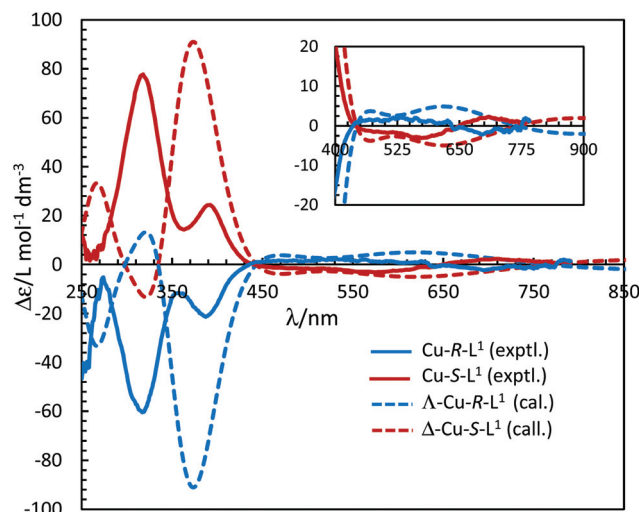 100
80
60
40
20
0
-20
-40
-60
-80
-100
Δε/L mol⁻¹ dm⁻³
250 350 450 550 650 750 850
λ/nm
20
10
0
-10
-20
400 525 650 775 900
Cu-R-L¹ (exptl.)
Cu-S-L¹ (exptl.)
Λ-Cu-R-L¹ (cal.)
Δ-Cu-S-L¹ (call.)